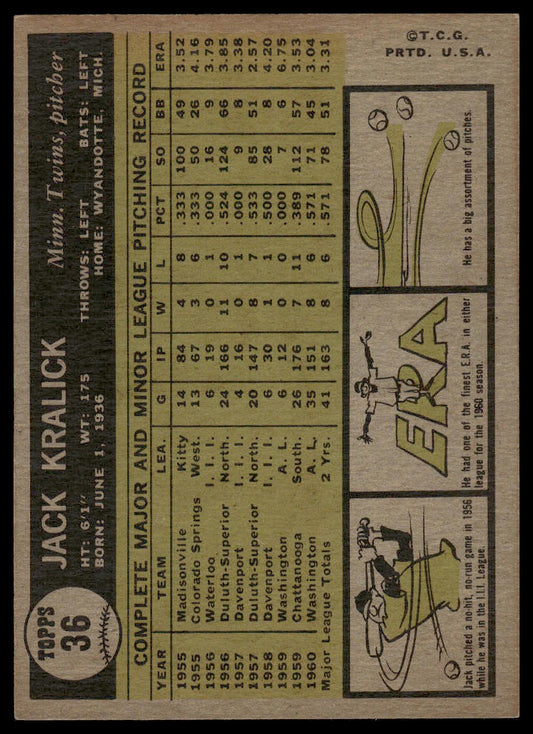 TOPPS
36
JACK KRALICK
Minn. Twins, pitcher
HT: 6'1" WT: 175 THROWS: LEFT BATS: LEFT
BORN: JUNE 1, 1936 HOME: WYANDOTTE, MICH.
COMPLETE MAJOR AND MINOR LEAGUE PITCHING RECORD
YEAR TEAM LEA. G IP W L PCT SO BB ERA
1955 Madisonville Kitty 14 84 4 8 .333 100 49 3.52
1955 Colorado Springs West. 13 67 3 6 .333 50 26 4.16
1956 Waterloo I. I. I. 6 19 0 1 .000 16 9 3.79
1956 Duluth-Superior North. 24 166 11 10 .524 124 66 3.85
1957 Davenport I. I. I. 2 16 0 1 .000 9 8 3.38
1957 Duluth-Superior North. 20 147 8 7 .533 85 51 2.57
1958 Davenport I. I. I. 6 30 1 1 .500 28 8 4.20
1959 Washington A. L. 6 12 0 0 .000 7 6 6.75
1959 Chattanooga South. 26 176 7 11 .389 112 57 3.53
1960 Washington A. L. 35 151 8 6 .571 71 45 3.04
Major League Totals 2 Yrs. 41 163 8 6 .571 78 51 3.31
Jack pitched a no-hit, no-run game in 1956
while he was in the I.I.I. League.
ERA
He had one of the finest E.R.A. in either
league for the 1960 season.
He has a big assortment of pitches.
©T.C.G.
PRTD. U.S.A.